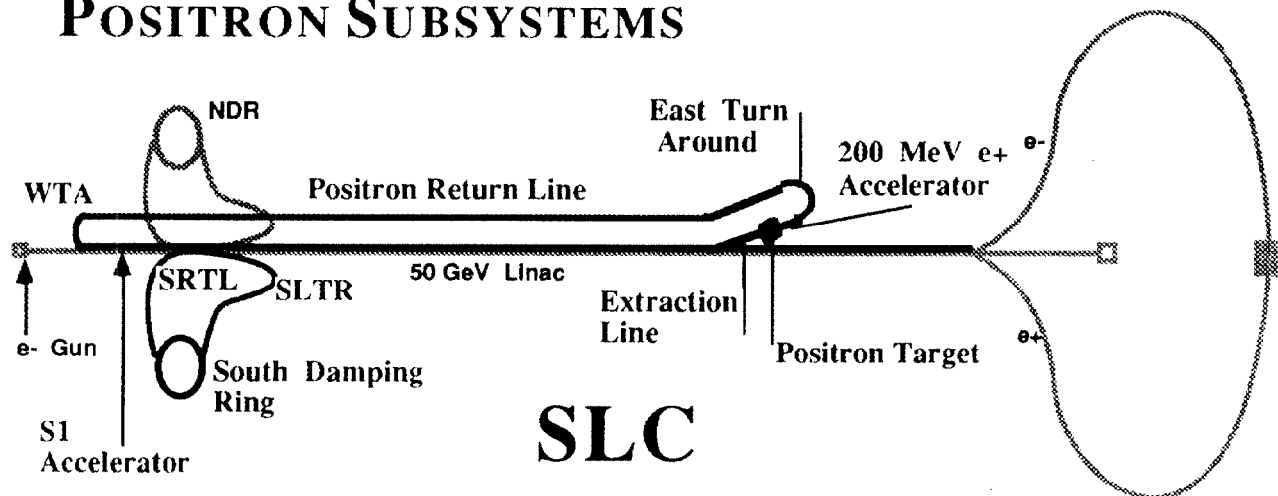 POSITRON SUBSYSTEMS
NDR
East Turn
Around
e-
200 MeV e+
Accelerator
WTA
Positron Return Line
SRTL
SLTR
50 GeV Linac
Extraction
Line
e- Gun
e+
Positron Target
South Damping
Ring
S1
Accelerator
SLC